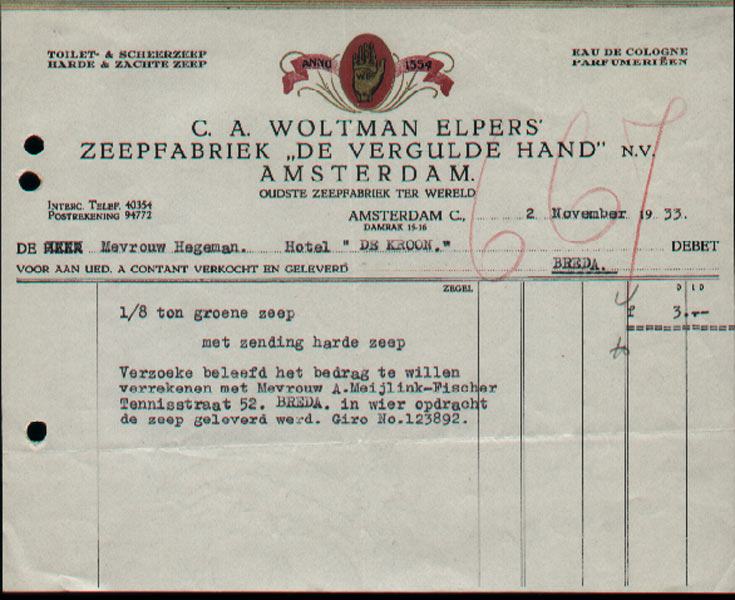 TOILET- & SCHEERZEEP
HARDE & ZACHTE ZEEP
ANNO 1554
EAU DE COLOGNE
PARFUMERIËEN
C. A. WOLTMAN ELPERS'
ZEEPFABRIEK „DE VERGULDE HAND" N.V.
AMSTERDAM.
OUDSTE ZEEPFABRIEK TER WERELD
667
INTERC. TELEF. 40354
POSTREKENING 94772
AMSTERDAM C., 2 November 1933.
DAMRAK 15-16
DE HEER Mevrouw Hegeman. Hotel " DE KROON." DEBET
VOOR AAN UED. A CONTANT VERKOCHT EN GELEVERD BREDA.
ZEGEL
1/8 ton groene zeep f 3.--
met zending harde zeep
Verzoeke beleefd het bedrag te willen
verrekenen met Mevrouw A.Meijlink-Fischer
Tennisstraat 52. BREDA. in wier opdracht
de zeep geleverd werd. Giro No.123892.